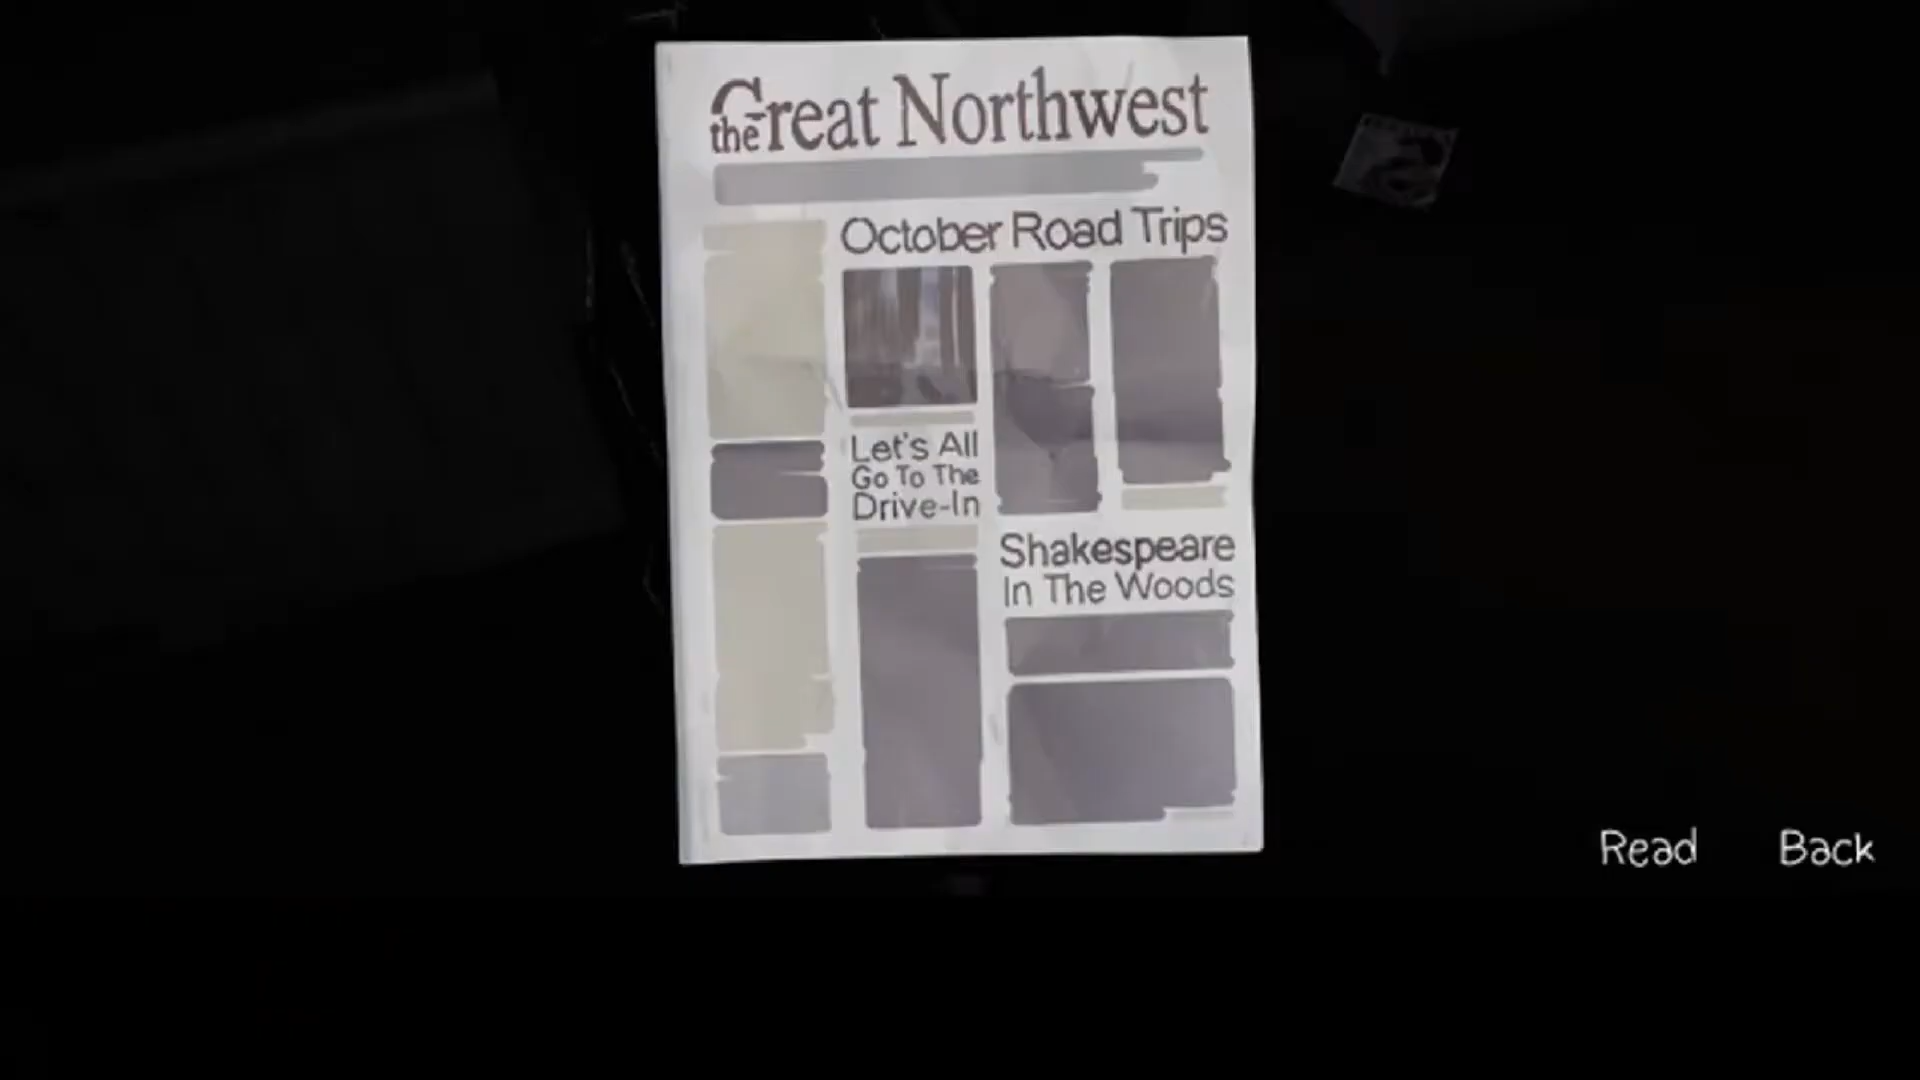 the Great Northwest
October Road Trips
Let's All
Go To The
Drive-In
Shakespeare
In The Woods
Read
Back